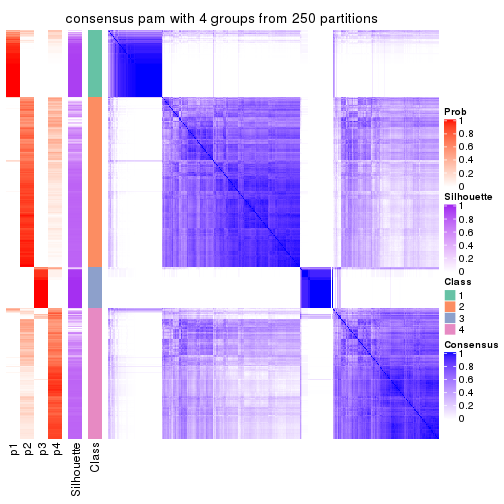 consensus pam with 4 groups from 250 partitions
Prob
1
0.8
0.6
0.4
0.2
0
Silhouette
1
0.8
0.6
0.4
0.2
0
Class
1
2
3
4
Consensus
1
0.8
0.6
0.4
0.2
0
p1
p2
p3
p4
Silhouette
Class